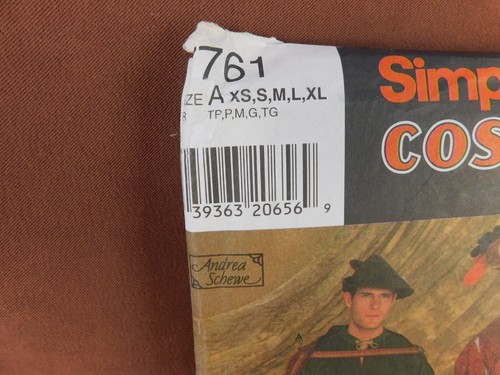 761
ZE A XS,S,M,L,XL
TP,P,M,G,TG
39363 20656 9
Simp
COS
Andrea
Schewe
A